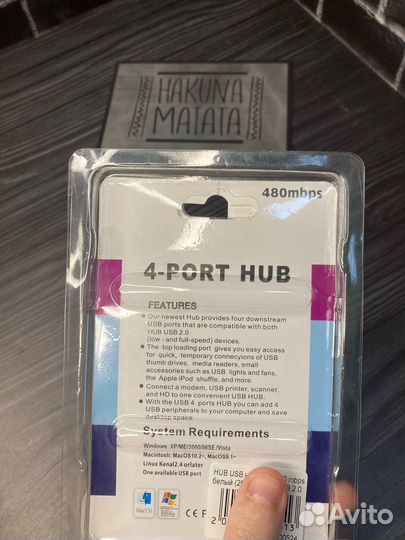 HAKUNA
MATATA
480mbps
4-PORT HUB
FEATURES
Our newest Hub provides four downstream
USB ports that are compatible with both
HUB USB 2.0
(low - and full-speed) devices.
The top loading port gives you easy access
for quick, temporary connecyions of USB
thumb drives, media readers, small
accessories such as USB lights and fans,
the Apple iPod shuffle, and more.
Connect a modem, USB printer, scanner,
and HD to one convenient USB HUB.
With the USB 4 ports HUB you can add 4
USB peripherals to your computer and save
desktop space
System Requirements
Windows: XP/ME/2000/98SE/Vista
Macintosh: MacOS10.2~, MacOS9.1~
Linux Kenal2.4 orlater
One available USB port
HUB USB mbps
белый 2 0
MacOS
Avito